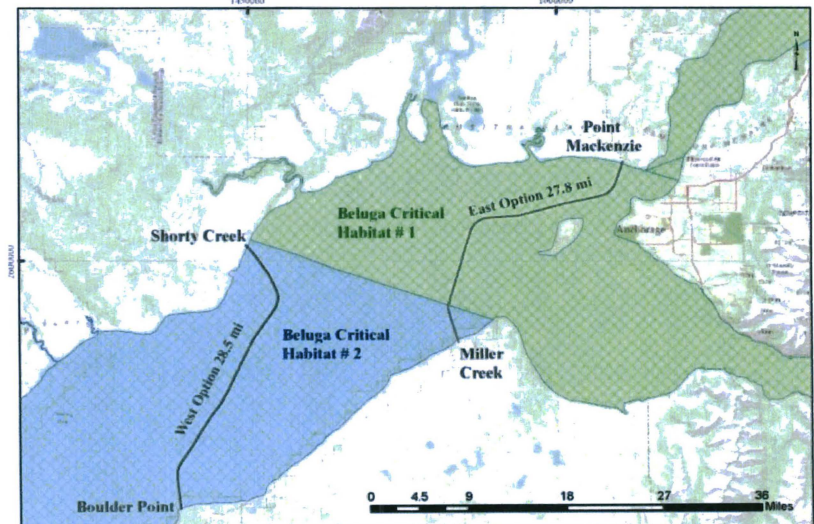 Point
Mackenzie
East Option 27.8 mi
Beluga Critical
Habitat # 1
Anchorage
Shorty Creek
Beluga Critical
Habitat # 2
Miller
Creek
West Option 28.5 mi
Boulder Point
0 4.5 9 18 27 36
Miles